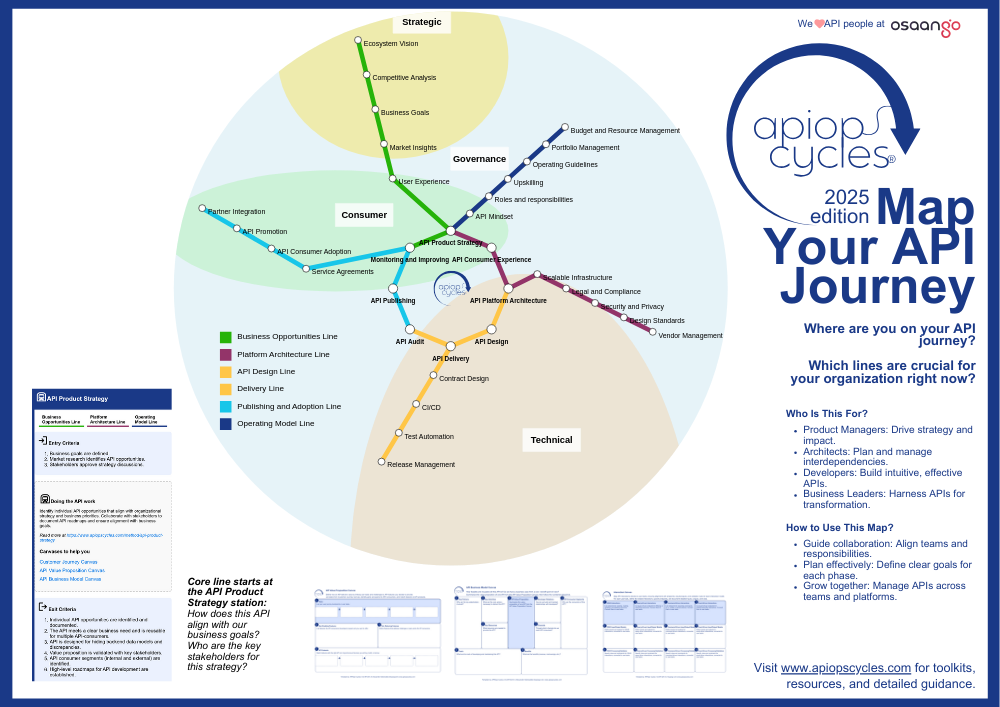 We API people at osaango
apiop cycles®
2025 edition Map
Your API
Journey
Where are you on your API
journey?
Which lines are crucial for
your organization right now?
Who Is This For?
• Product Managers: Drive strategy and
impact.
• Architects: Plan and manage
interdependencies.
• Developers: Build intuitive, effective
APIs.
• Business Leaders: Harness APIs for
transformation.
How to Use This Map?
• Guide collaboration: Align teams and
responsibilities.
• Plan effectively: Define clear goals for
each phase.
• Grow together: Manage APIs across
teams and platforms.
Visit www.apiopscycles.com for toolkits,
resources, and detailed guidance.
Strategic
Ecosystem Vision
Competitive Analysis
Business Goals
Market Insights
User Experience
Governance
Budget and Resource Management
Portfolio Management
Operating Guidelines
Upskilling
Roles and responsibilities
API Mindset
Consumer
Partner Integration
API Promotion
API Consumer Adoption
Service Agreements
API Product Strategy
Monitoring and Improving
API Consumer Experience
API Publishing
apiop cycles
API Platform Architecture
API Audit
API Design
API Delivery
Scalable Infrastructure
Legal and Compliance
Security and Privacy
Design Standards
Vendor Management
Contract Design
CI/CD
Test Automation
Release Management
Technical
Business Opportunities Line
Platform Architecture Line
API Design Line
Delivery Line
Publishing and Adoption Line
Operating Model Line
API Product Strategy
Business Opportunities Line
Platform Architecture Line
Operating Model Line
Entry Criteria
1. Business goals are defined
2. Market research identifies API opportunities.
3. Stakeholders approve strategy discussions.
Doing the API work
Identify individual API opportunities that align with organizational
strategy and business priorities. Collaborate with stakeholders to
document API roadmaps and ensure alignment with business
goals.
Read more at https://www.apiopscycles.com/method/api-product-
strategy
Canvases to help you
Customer Journey Canvas
API Value Proposition Canvas
API Business Model Canvas
Exit Criteria
1. Individual API opportunities are identified and
documented.
2. The API meets a clear business need and is reusable
for multiple API-consumers.
3. API is designed for hiding backend data models and
discrepancies.
4. Value proposition is validated with key stakeholders.
5. API consumer segments (internal and external) are
identified
6. High-level roadmaps for API development are
established.
Core line starts at
the API Product
Strategy station:
How does this API
align with our
business goals?
Who are the key
stakeholders for
this strategy?